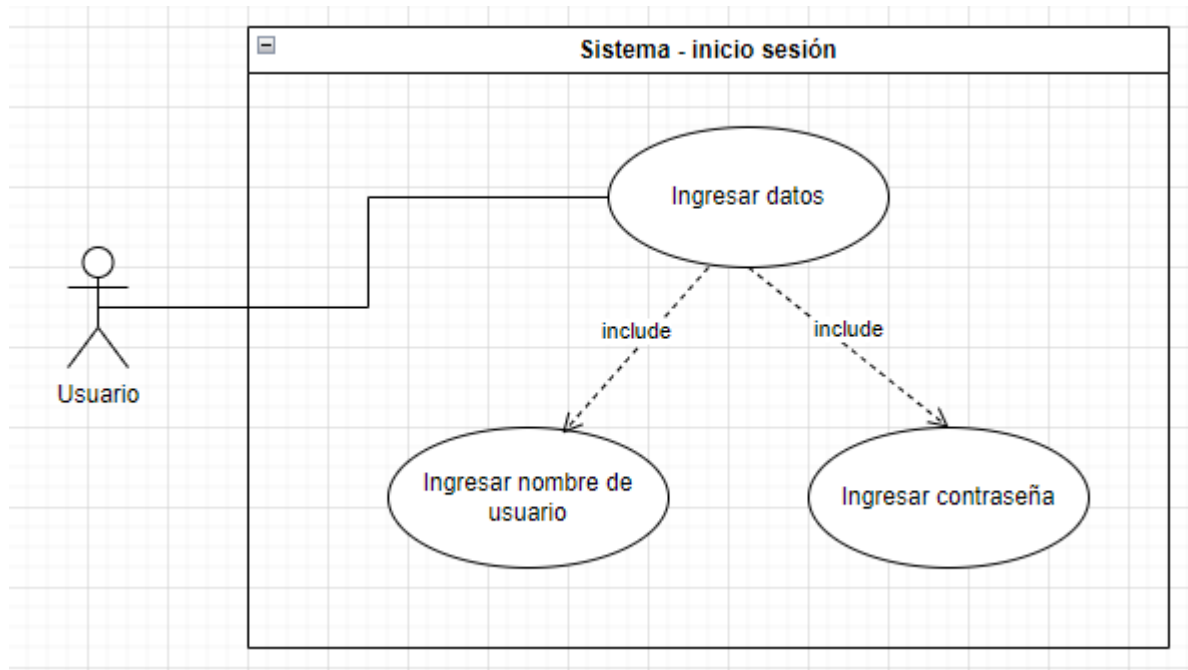 Sistema - inicio sesión
Ingresar datos
include
include
Usuario
Ingresar nombre de
usuario
Ingresar contraseña